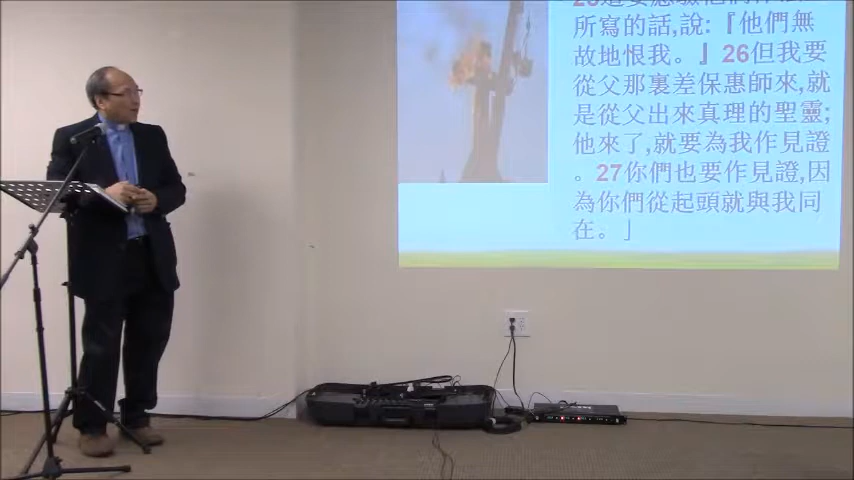 所寫的話,說:『他們無
故地恨我。』26但我要
從父那裏差保惠師來,就
是從父出來真理的聖靈;
他來了,就要為我作見證
。27你們也要作見證,因
為你們從起頭就與我同
在。」